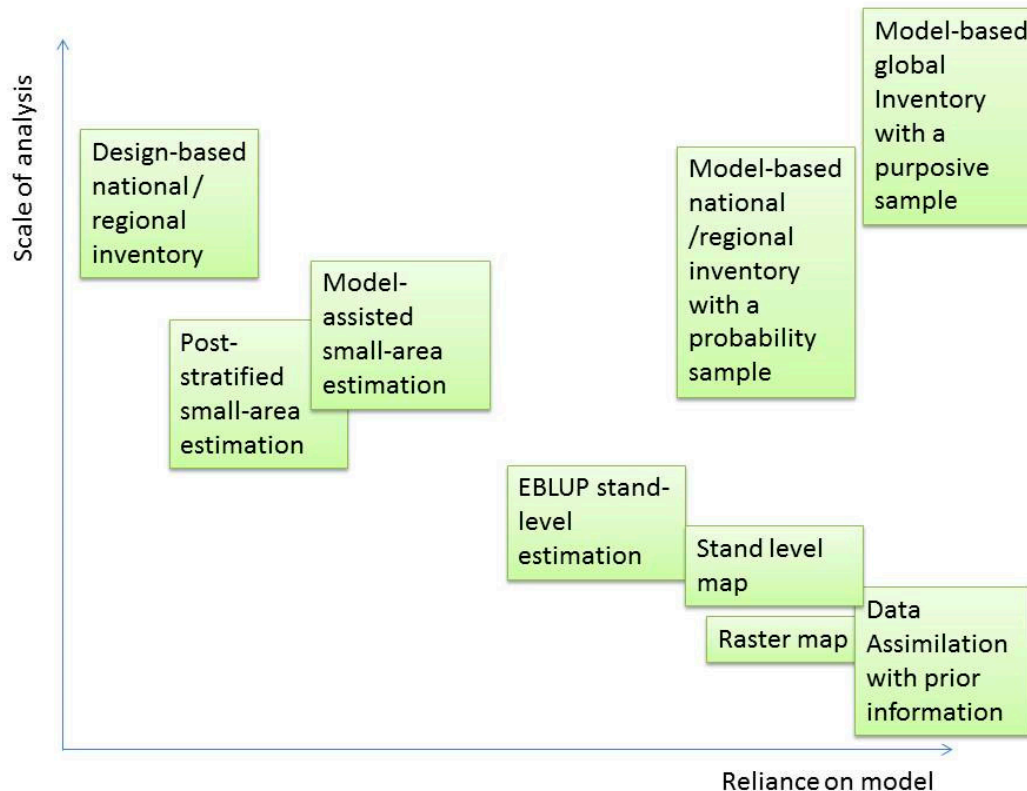 Scale of analysis
Model-based
global
Inventory
with a
purposive
sample
Design-based
national /
regional
inventory
Model-based
national
/regional
inventory
with a
probability
sample
Model-
assisted
small-area
estimation
Post-
stratified
small-area
estimation
EBLUP stand-
level
estimation
Stand level
map
Raster map
Data
Assimilation
with prior
information
Reliance on model